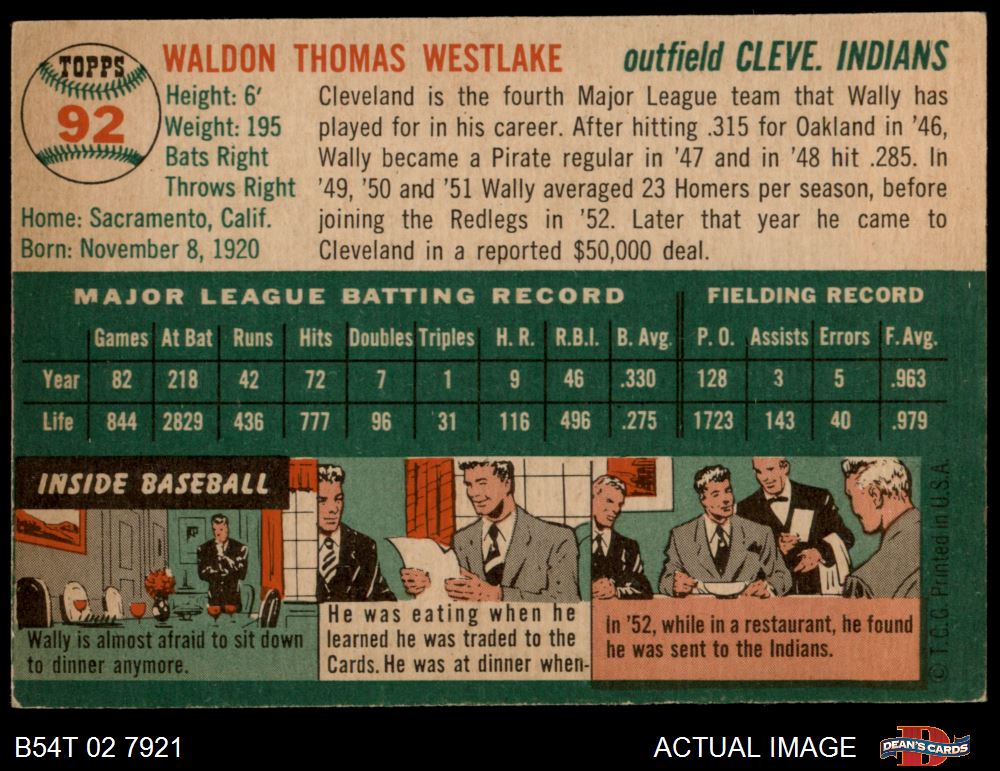 TOPPS
92
WALDON THOMAS WESTLAKE
outfield CLEVE. INDIANS
Height: 6'
Weight: 195
Bats Right
Throws Right
Home: Sacramento, Calif.
Born: November 8, 1920
Cleveland is the fourth Major League team that Wally has
played for in his career. After hitting .315 for Oakland in '46,
Wally became a Pirate regular in '47 and in '48 hit .285. In
'49, '50 and '51 Wally averaged 23 Homers per season, before
joining the Redlegs in '52. Later that year he came to
Cleveland in a reported $50,000 deal.
MAJOR LEAGUE BATTING RECORD FIELDING RECORD
Games At Bat Runs Hits Doubles Triples H. R. R.B.I. B. Avg. P. O. Assists Errors F. Avg.
Year 82 218 42 72 7 1 9 46 .330 128 3 5 .963
Life 844 2829 436 777 96 31 116 496 .275 1723 143 40 .979
INSIDE BASEBALL
Wally is almost afraid to sit down
to dinner anymore.
He was eating when he
learned he was traded to the
Cards. He was at dinner when-
In '52, while in a restaurant, he found
he was sent to the Indians.
© T.C.G. Printed in U.S.A.
B54T 02 7921
ACTUAL IMAGE
DEAN'S CARDS